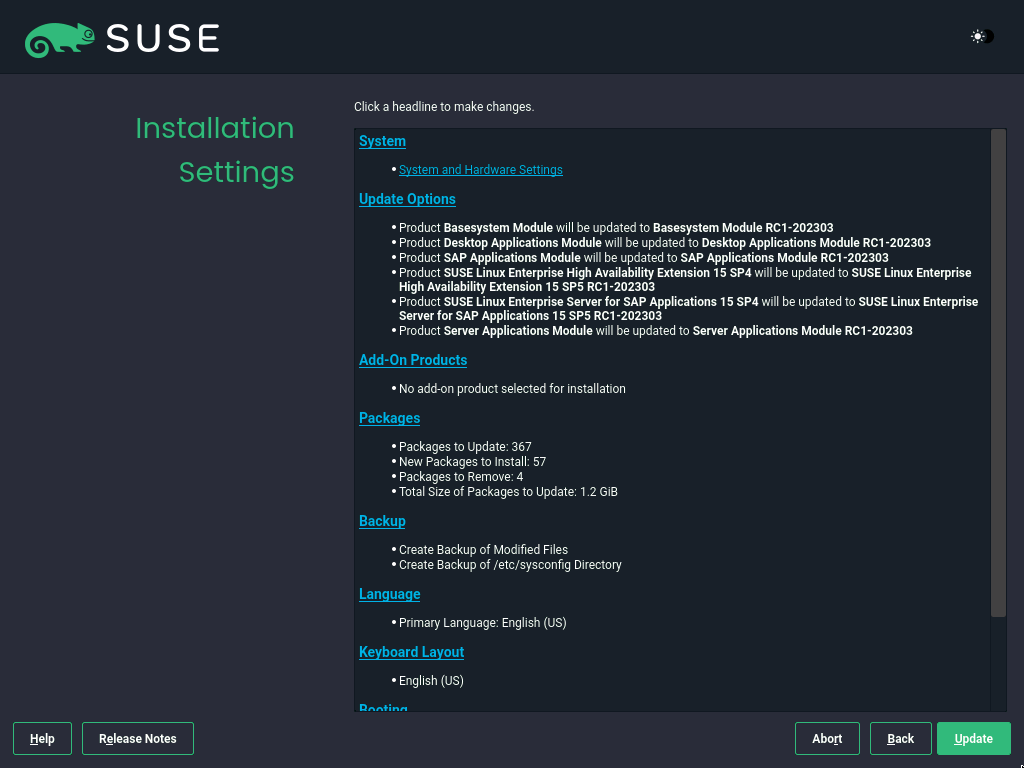 SUSE
Installation
Settings
Click a headline to make changes.
System
• System and Hardware Settings
Update Options
• Product Basesystem Module will be updated to Basesystem Module RC1-202303
• Product Desktop Applications Module will be updated to Desktop Applications Module RC1-202303
• Product SAP Applications Module will be updated to SAP Applications Module RC1-202303
• Product SUSE Linux Enterprise High Availability Extension 15 SP4 will be updated to SUSE Linux Enterprise
High Availability Extension 15 SP5 RC1-202303
• Product SUSE Linux Enterprise Server for SAP Applications 15 SP4 will be updated to SUSE Linux Enterprise
Server for SAP Applications 15 SP5 RC1-202303
• Product Server Applications Module will be updated to Server Applications Module RC1-202303
Add-On Products
• No add-on product selected for installation
Packages
• Packages to Update: 367
• New Packages to Install: 57
• Packages to Remove: 4
• Total Size of Packages to Update: 1.2 GiB
Backup
• Create Backup of Modified Files
• Create Backup of /etc/sysconfig Directory
Language
• Primary Language: English (US)
Keyboard Layout
• English (US)
Booting
Help Release Notes Abort Back Update